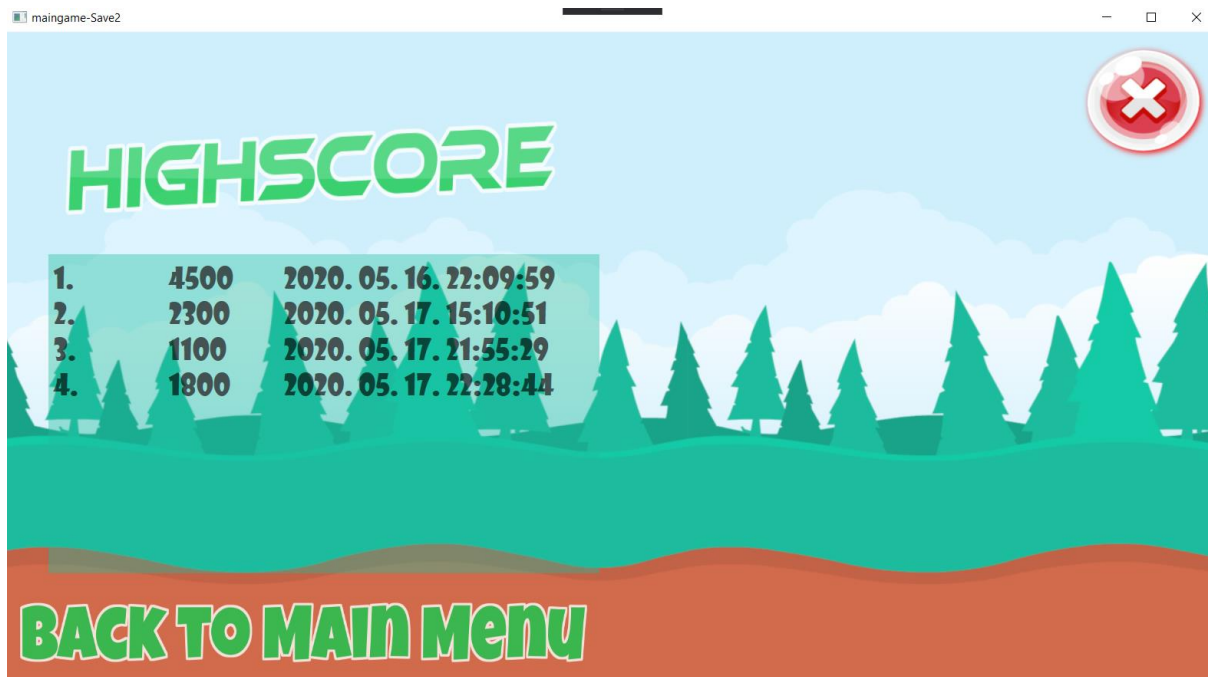 maingame-Save2
HIGHSCORE
1. 4500 2020. 05. 16. 22:09:59
2. 2300 2020. 05. 17. 15:10:51
3. 1100 2020. 05. 17. 21:55:29
4. 1800 2020. 05. 17. 22:28:44
BACK TO MAIN MENU